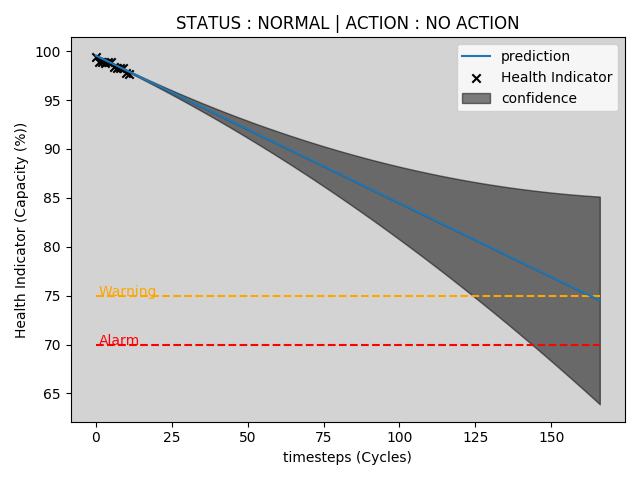 STATUS : NORMAL | ACTION : NO ACTION
prediction
Health Indicator
confidence
Health Indicator (Capacity (%))
100
95
90
85
80
75
70
65
Warning
Alarm
0
25
50
75
100
125
150
timesteps (Cycles)